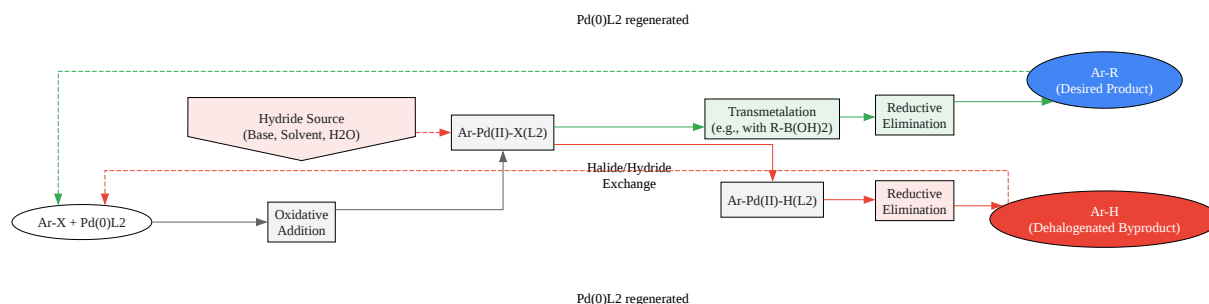 Pd(0)L2 regenerated
Ar-R
(Desired Product)
Hydride Source
(Base, Solvent, H2O)
Ar-Pd(II)-X(L2)
Transmetalation
(e.g., with R-B(OH)2)
Reductive
Elimination
Halide/Hydride
Exchange
Ar-Pd(II)-H(L2)
Reductive
Elimination
Ar-H
(Dehalogenated Byproduct)
Ar-X + Pd(0)L2
Oxidative
Addition
Pd(0)L2 regenerated